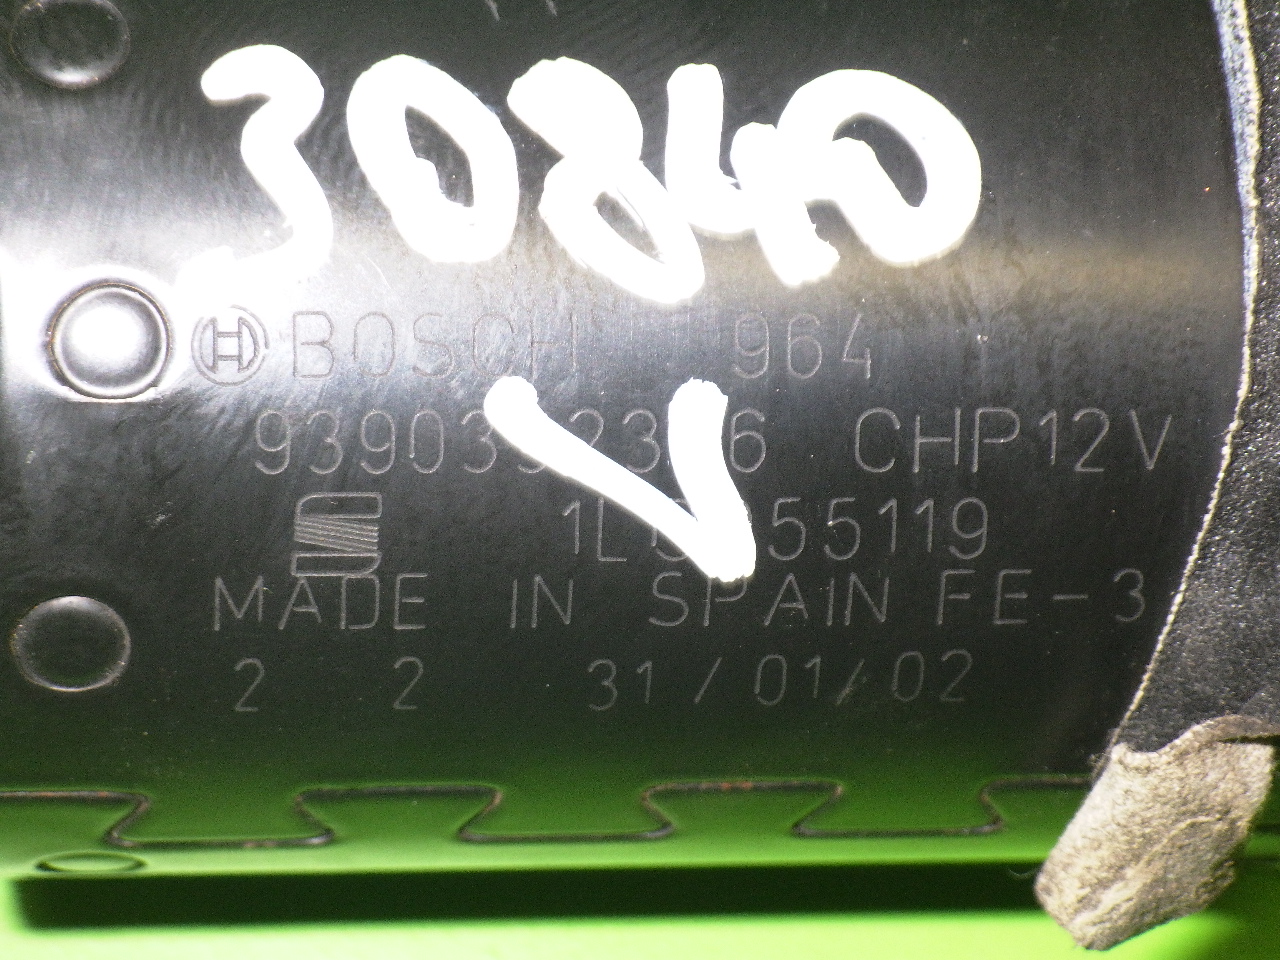 30840
V
BOSCH 964
CHP12V
MADE IN SPAIN FE-3
2 2 31/01/02